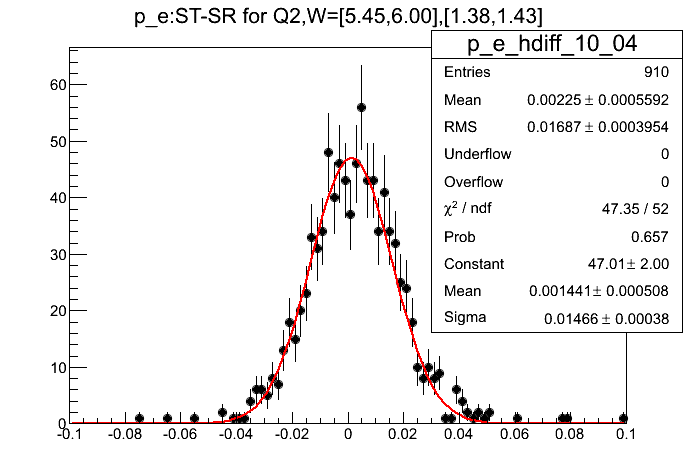 p_e:ST-SR for Q2,W=[5.45,6.00],[1.38,1.43]
p_e_hdiff_10_04
Entries 910
Mean 0.00225 ± 0.0005592
RMS 0.01687 ± 0.0003954
Underflow 0
Overflow 0
χ² / ndf 47.35 / 52
Prob 0.657
Constant 47.01 ± 2.00
Mean 0.001441 ± 0.000508
Sigma 0.01466 ± 0.00038
60
50
40
30
20
10
0
-0.1 -0.08 -0.06 -0.04 -0.02 0 0.02 0.04 0.06 0.08 0.1